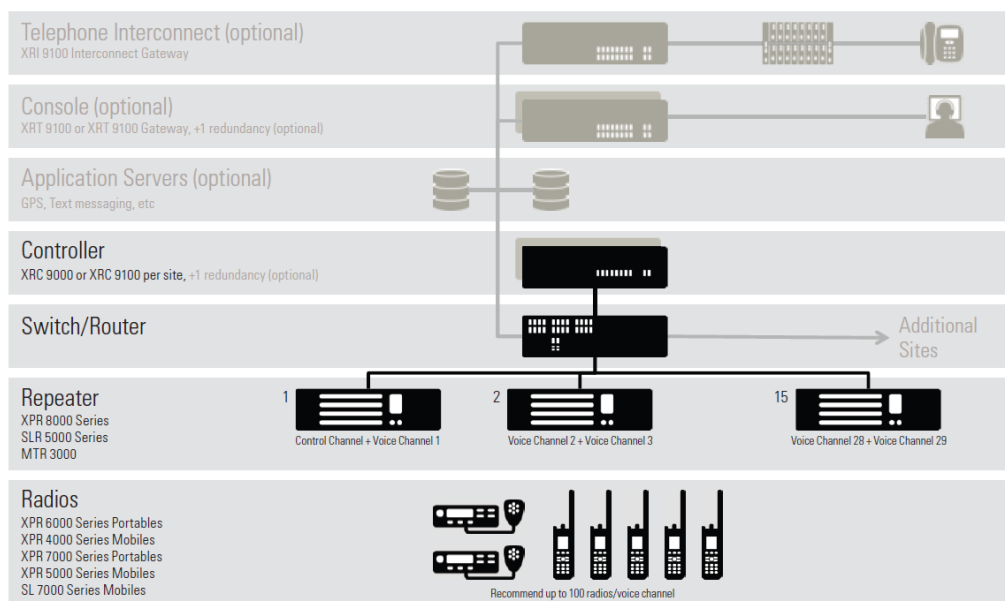 Telephone Interconnect (optional)
XRI 9100 Interconnect Gateway
Console (optional)
XRT 9100 or XRT 9100 Gateway, +1 redundancy (optional)
Application Servers (optional)
GPS, Text messaging, etc
Controller
XRC 9000 or XRC 9100 per site, +1 redundancy (optional)
Switch/Router
Additional
Sites
Repeater
XPR 8000 Series
SLR 5000 Series
MTR 3000
1
Control Channel + Voice Channel 1
2
Voice Channel 2 + Voice Channel 3
15
Voice Channel 28 + Voice Channel 29
Radios
XPR 6000 Series Portables
XPR 4000 Series Mobiles
XPR 7000 Series Portables
XPR 5000 Series Mobiles
SL 7000 Series Mobiles
Recommend up to 100 radios/voice channel